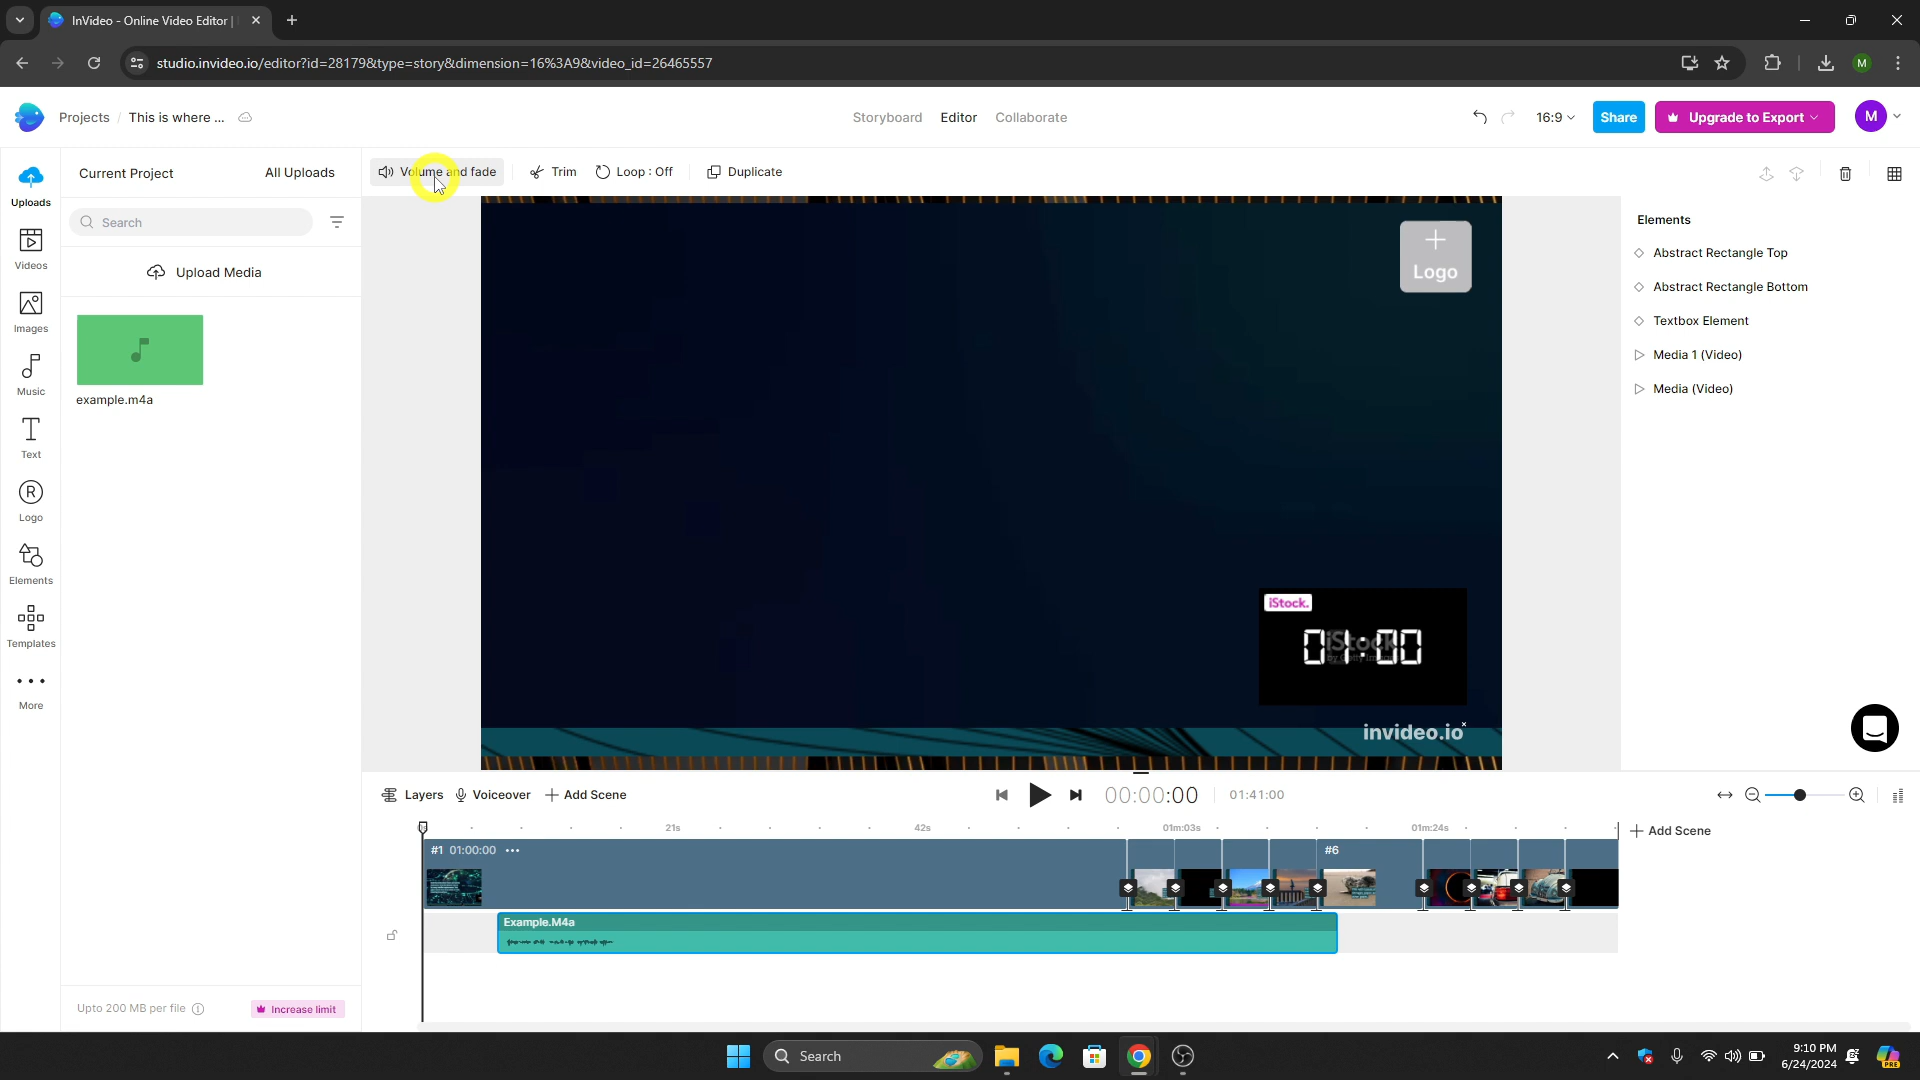 InVideo - Online Video Editor |
studio.invideo.io/editor?id=28179&type=story&dimension=16%3A9&video_id=26465557
M
Projects / This is where ...
Storyboard Editor Collaborate
16:9 Share Upgrade to Export M
Uploads
Videos
Images
Music
Text
Logo
Elements
Templates
More
Current Project All Uploads
Search
Upload Media
example.m4a
Upto 200 MB per file Increase limit
Volume and fade Trim Loop : Off Duplicate
+
Logo
iStock.
01:00
iStock
invideo.io
Elements
Abstract Rectangle Top
Abstract Rectangle Bottom
Textbox Element
Media 1 (Video)
Media (Video)
Layers Voiceover Add Scene
00:00:00 01:41:00
21s 42s 01m:03s 01m:24s
Add Scene
#1 01:00:00 ••• #6
Example.M4a
Search
9:10 PM
6/24/2024
PRE